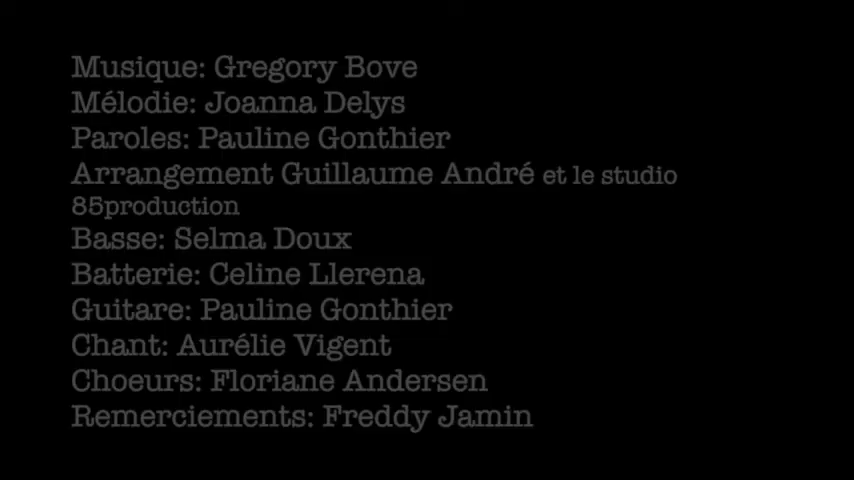 Musique: Gregory Bove
Mélodie: Joanna Delys
Paroles: Pauline Gonthier
Arrangement Guillaume André et le studio
85production
Basse: Selma Doux
Batterie: Celine Llerena
Guitare: Pauline Gonthier
Chant: Aurélie Vigent
Choeurs: Floriane Andersen
Remerciements: Freddy Jamin